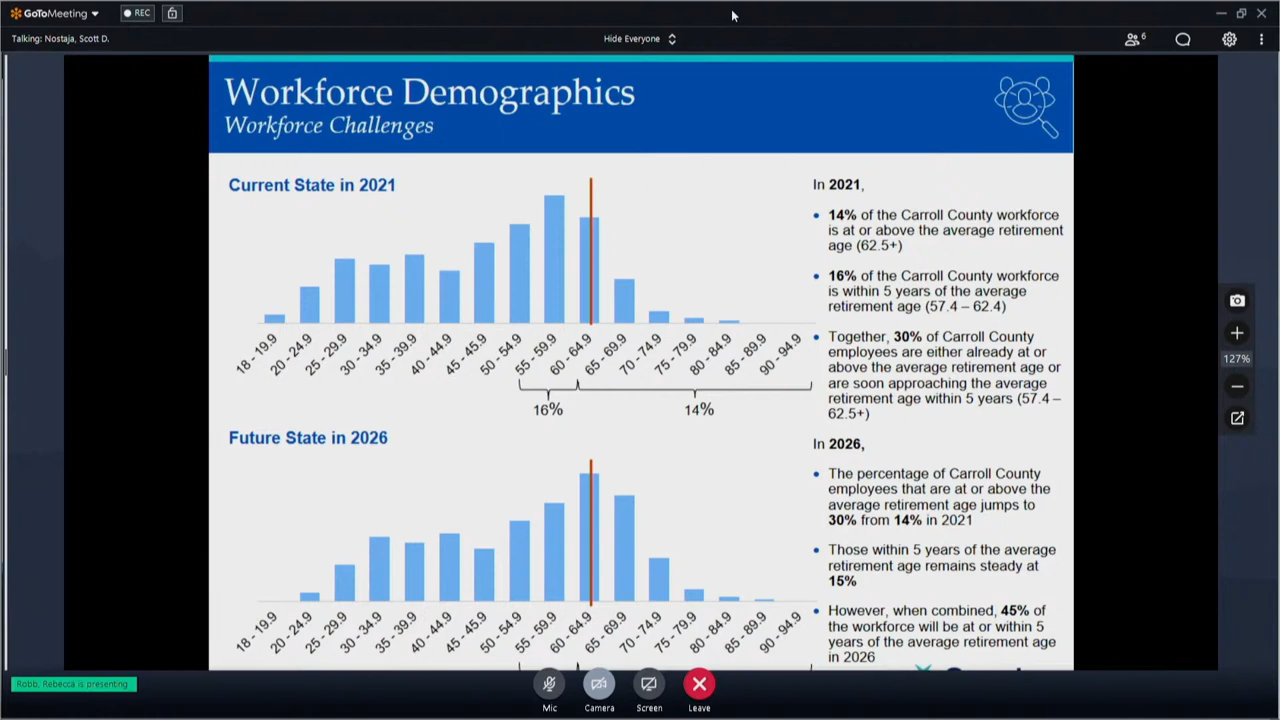 GoToMeeting
REC
Talking: Nostaja, Scott D.
Hide Everyone
6
Workforce Demographics
Workforce Challenges
Current State in 2021
18 - 19.9
20 - 24.9
25 - 29.9
30 - 34.9
35 - 39.9
40 - 44.9
45 - 45.9
50 - 54.9
55 - 59.9
60 - 64.9
65 - 69.9
70 - 74.9
75 - 79.9
80 - 84.9
85 - 89.9
90 - 94.9
16%
14%
Future State in 2026
18 - 19.9
20 - 24.9
25 - 29.9
30 - 34.9
35 - 39.9
40 - 44.9
45 - 45.9
50 - 54.9
55 - 59.9
60 - 64.9
65 - 69.9
70 - 74.9
75 - 79.9
80 - 84.9
85 - 89.9
90 - 94.9
In 2021,
• 14% of the Carroll County workforce
is at or above the average retirement
age (62.5+)
• 16% of the Carroll County workforce
is within 5 years of the average
retirement age (57.4 – 62.4)
• Together, 30% of Carroll County
employees are either already at or
above the average retirement age or
are soon approaching the average
retirement age within 5 years (57.4 –
62.5+)
In 2026,
• The percentage of Carroll County
employees that are at or above the
average retirement age jumps to
30% from 14% in 2021
• Those within 5 years of the average
retirement age remains steady at
15%
• However, when combined, 45% of
the workforce will be at or within 5
years of the average retirement age
in 2026
127%
Robb, Rebecca is presenting
Mic
Camera
Screen
Leave